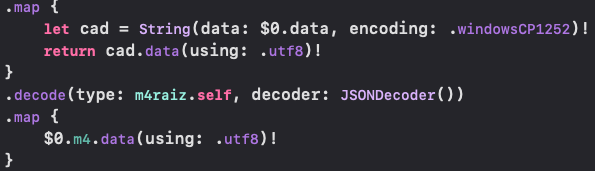 .map {
    let cad = String(data: $0.data, encoding: .windowsCP1252)!
    return cad.data(using: .utf8)!
}
.decode(type: m4raiz.self, decoder: JSONDecoder())
.map {
    $0.m4.data(using: .utf8)!
}